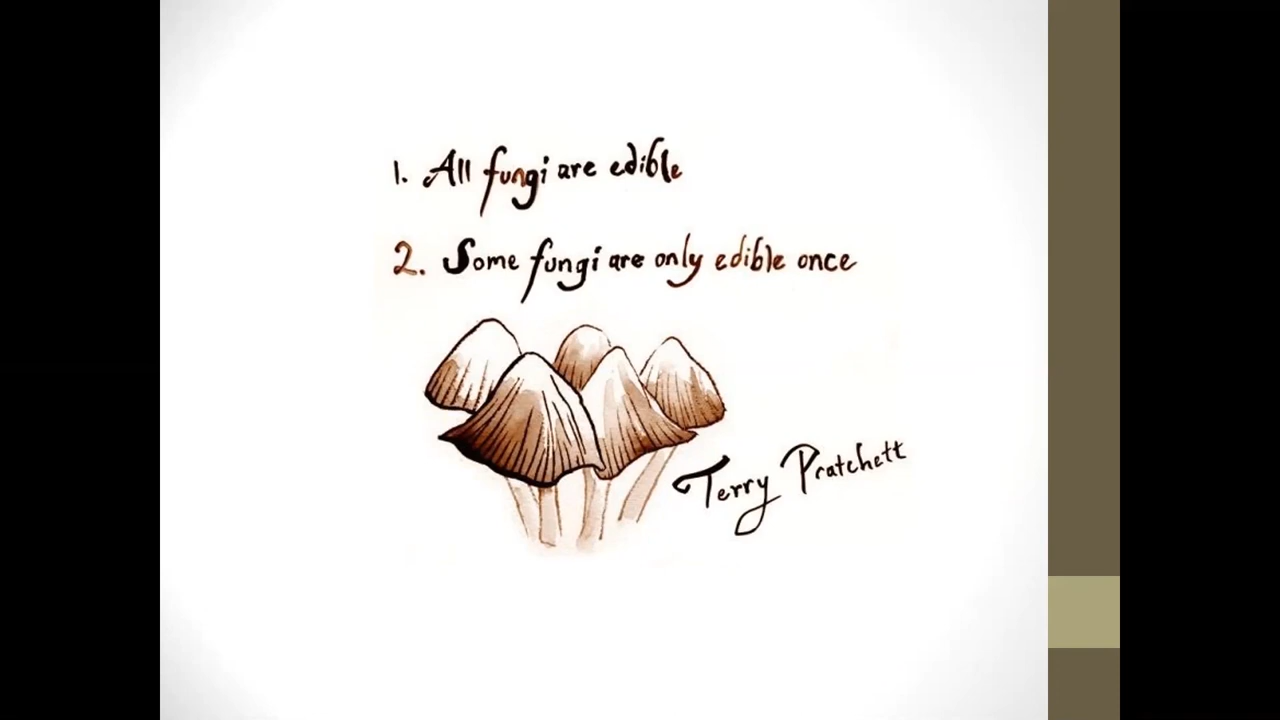 1. All fungi are edible
2. Some fungi are only edible once
Terry Pratchett